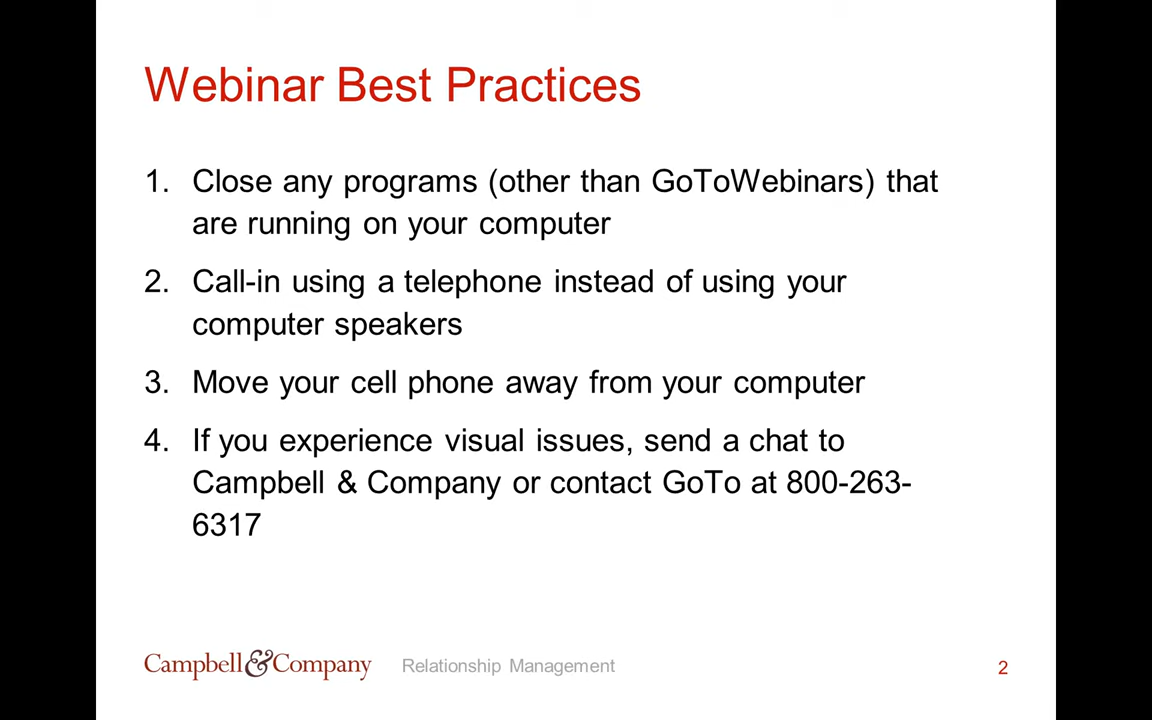 Webinar Best Practices
1. Close any programs (other than GoToWebinars) that
are running on your computer
2. Call-in using a telephone instead of using your
computer speakers
3. Move your cell phone away from your computer
4. If you experience visual issues, send a chat to
Campbell & Company or contact GoTo at 800-263-
6317
Campbell&Company Relationship Management 2